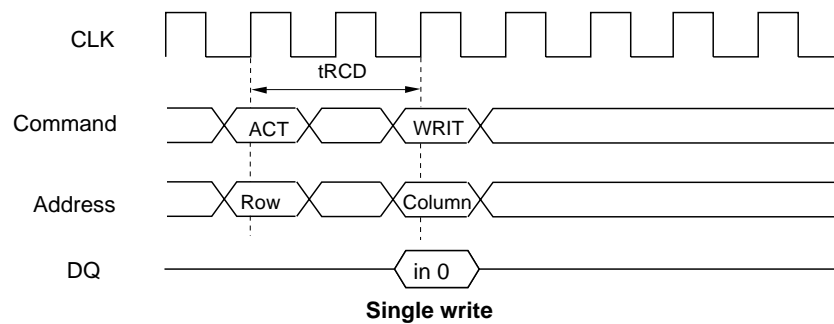 CLK
tRCD
Command ACT WRIT
Address Row Column
DQ in 0
Single write